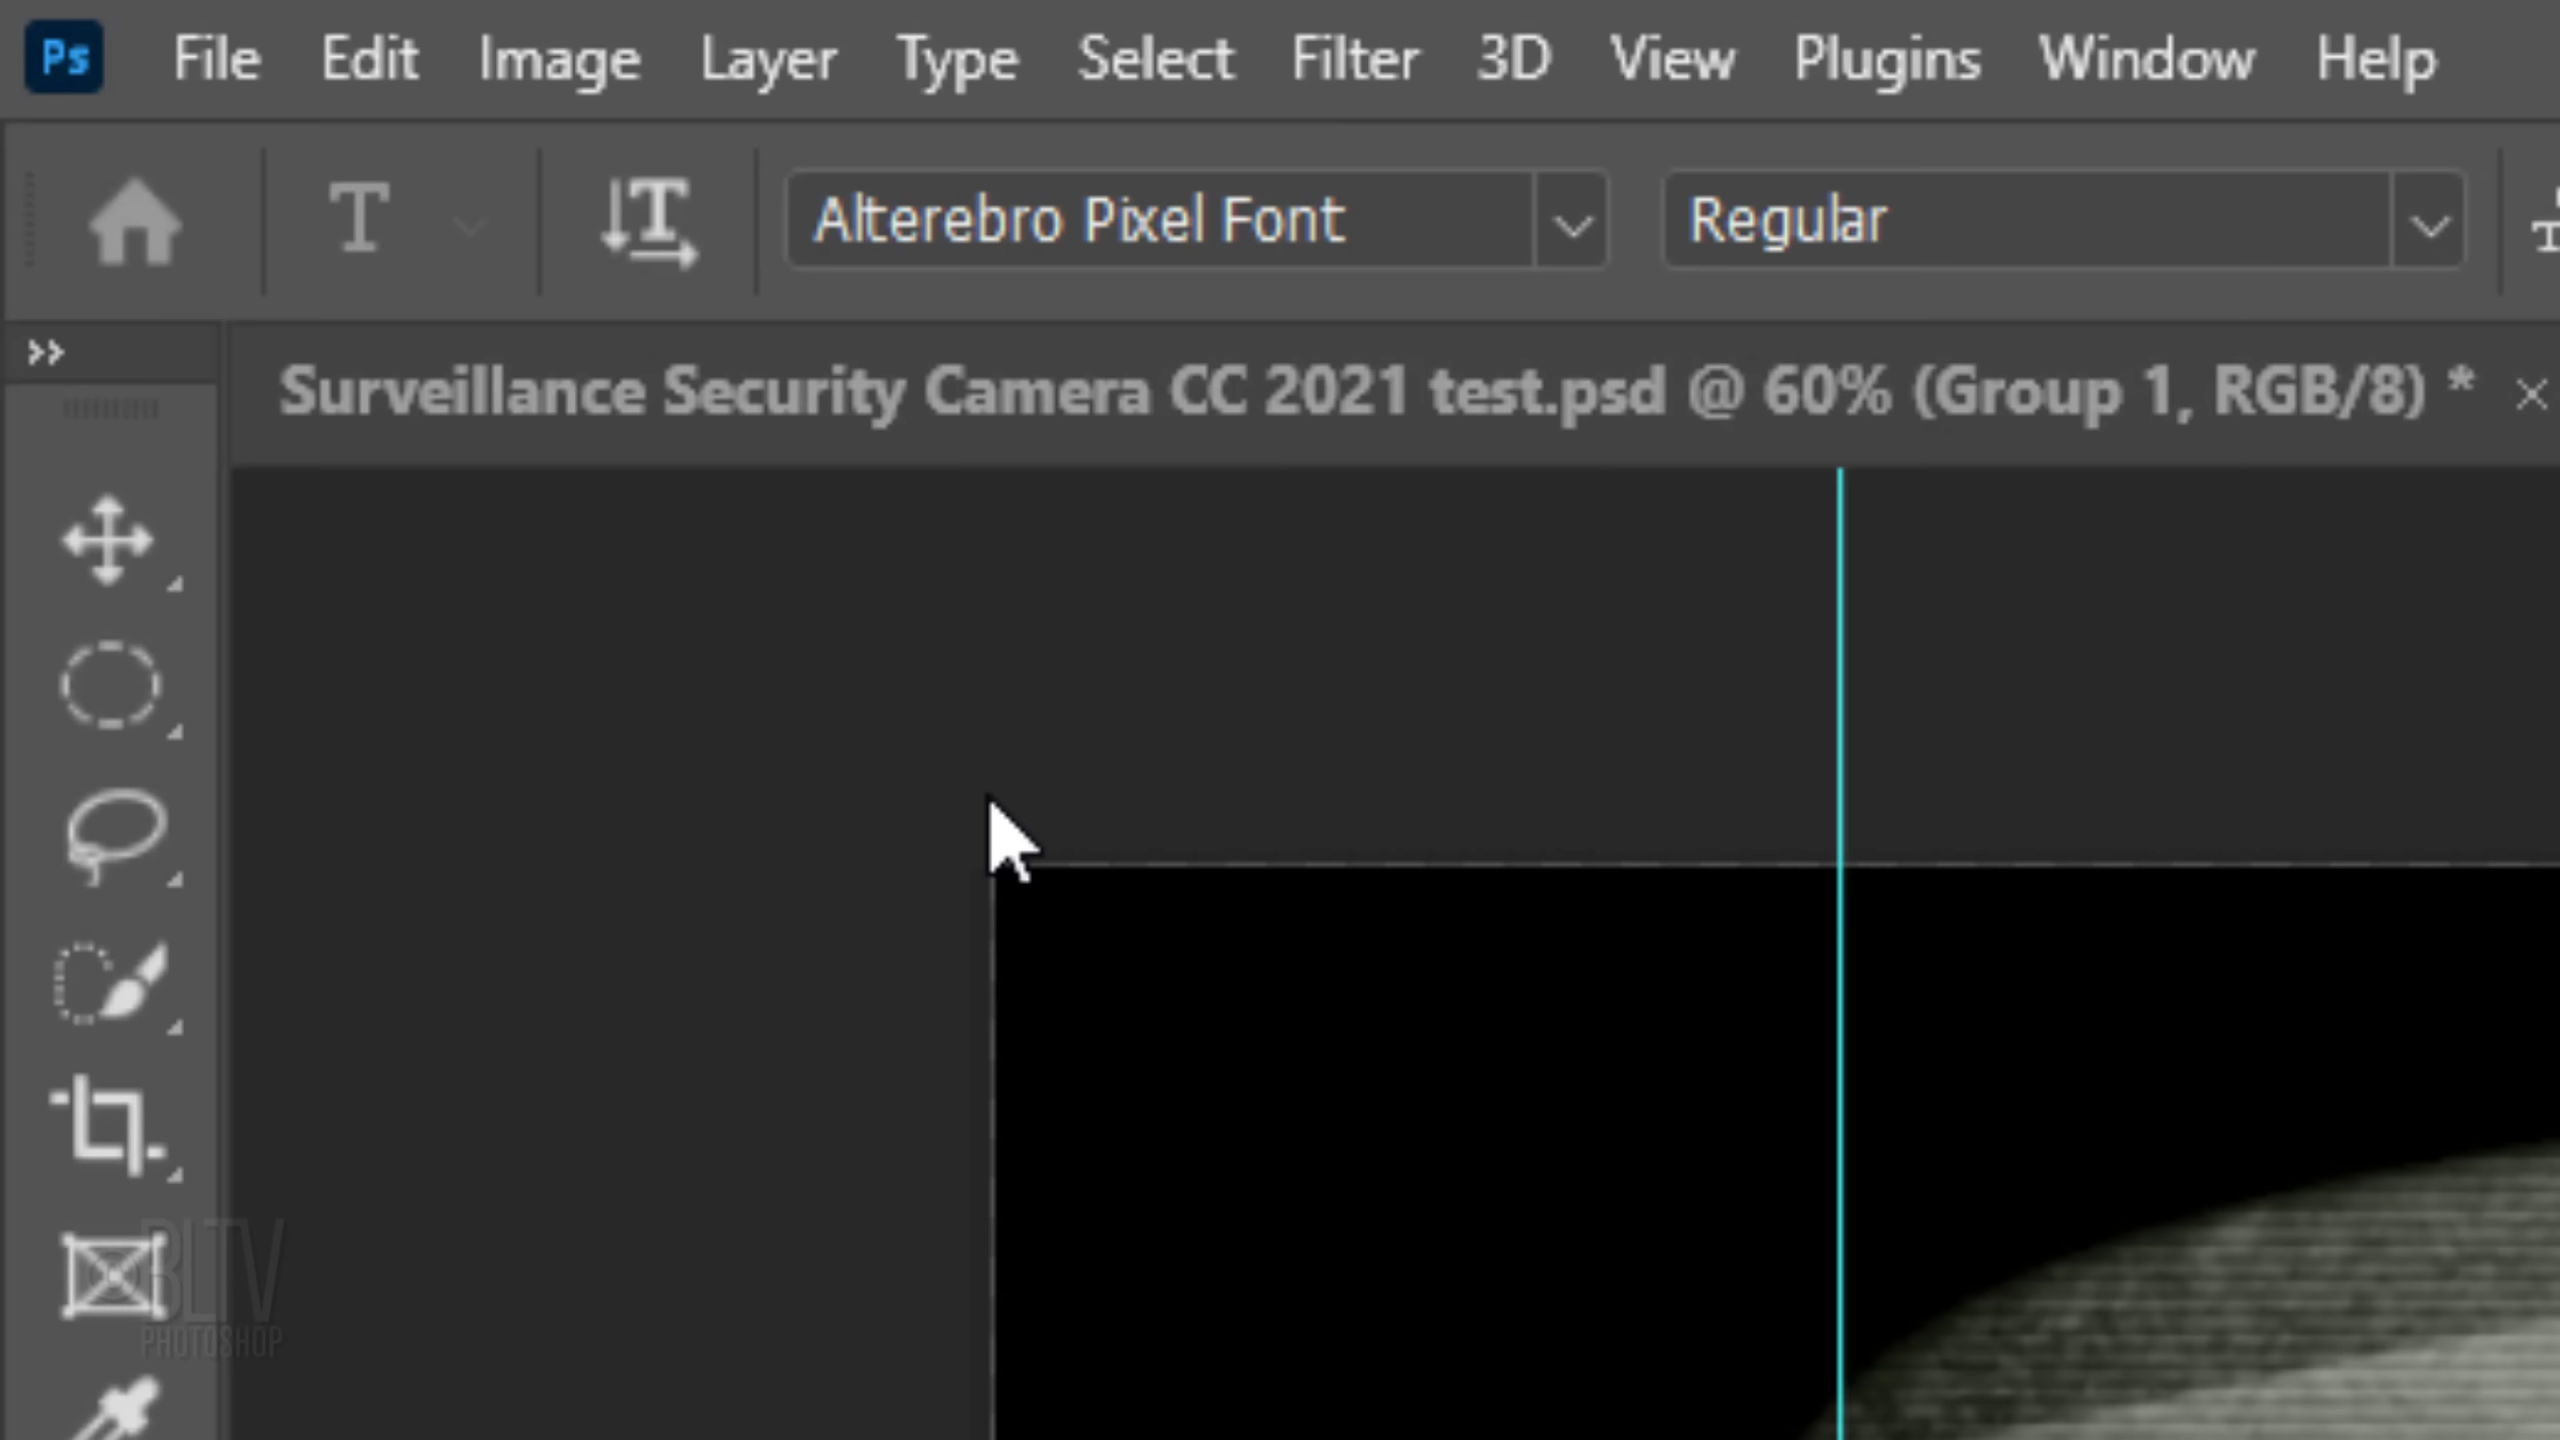 Ps File Edit Image Layer Type Select Filter 3D View Plugins Window Help
T T Alterebro Pixel Font Regular
Surveillance Security Camera CC 2021 test.psd @ 60% (Group 1, RGB/8) * ×
BLTV
PHOTOSHOP